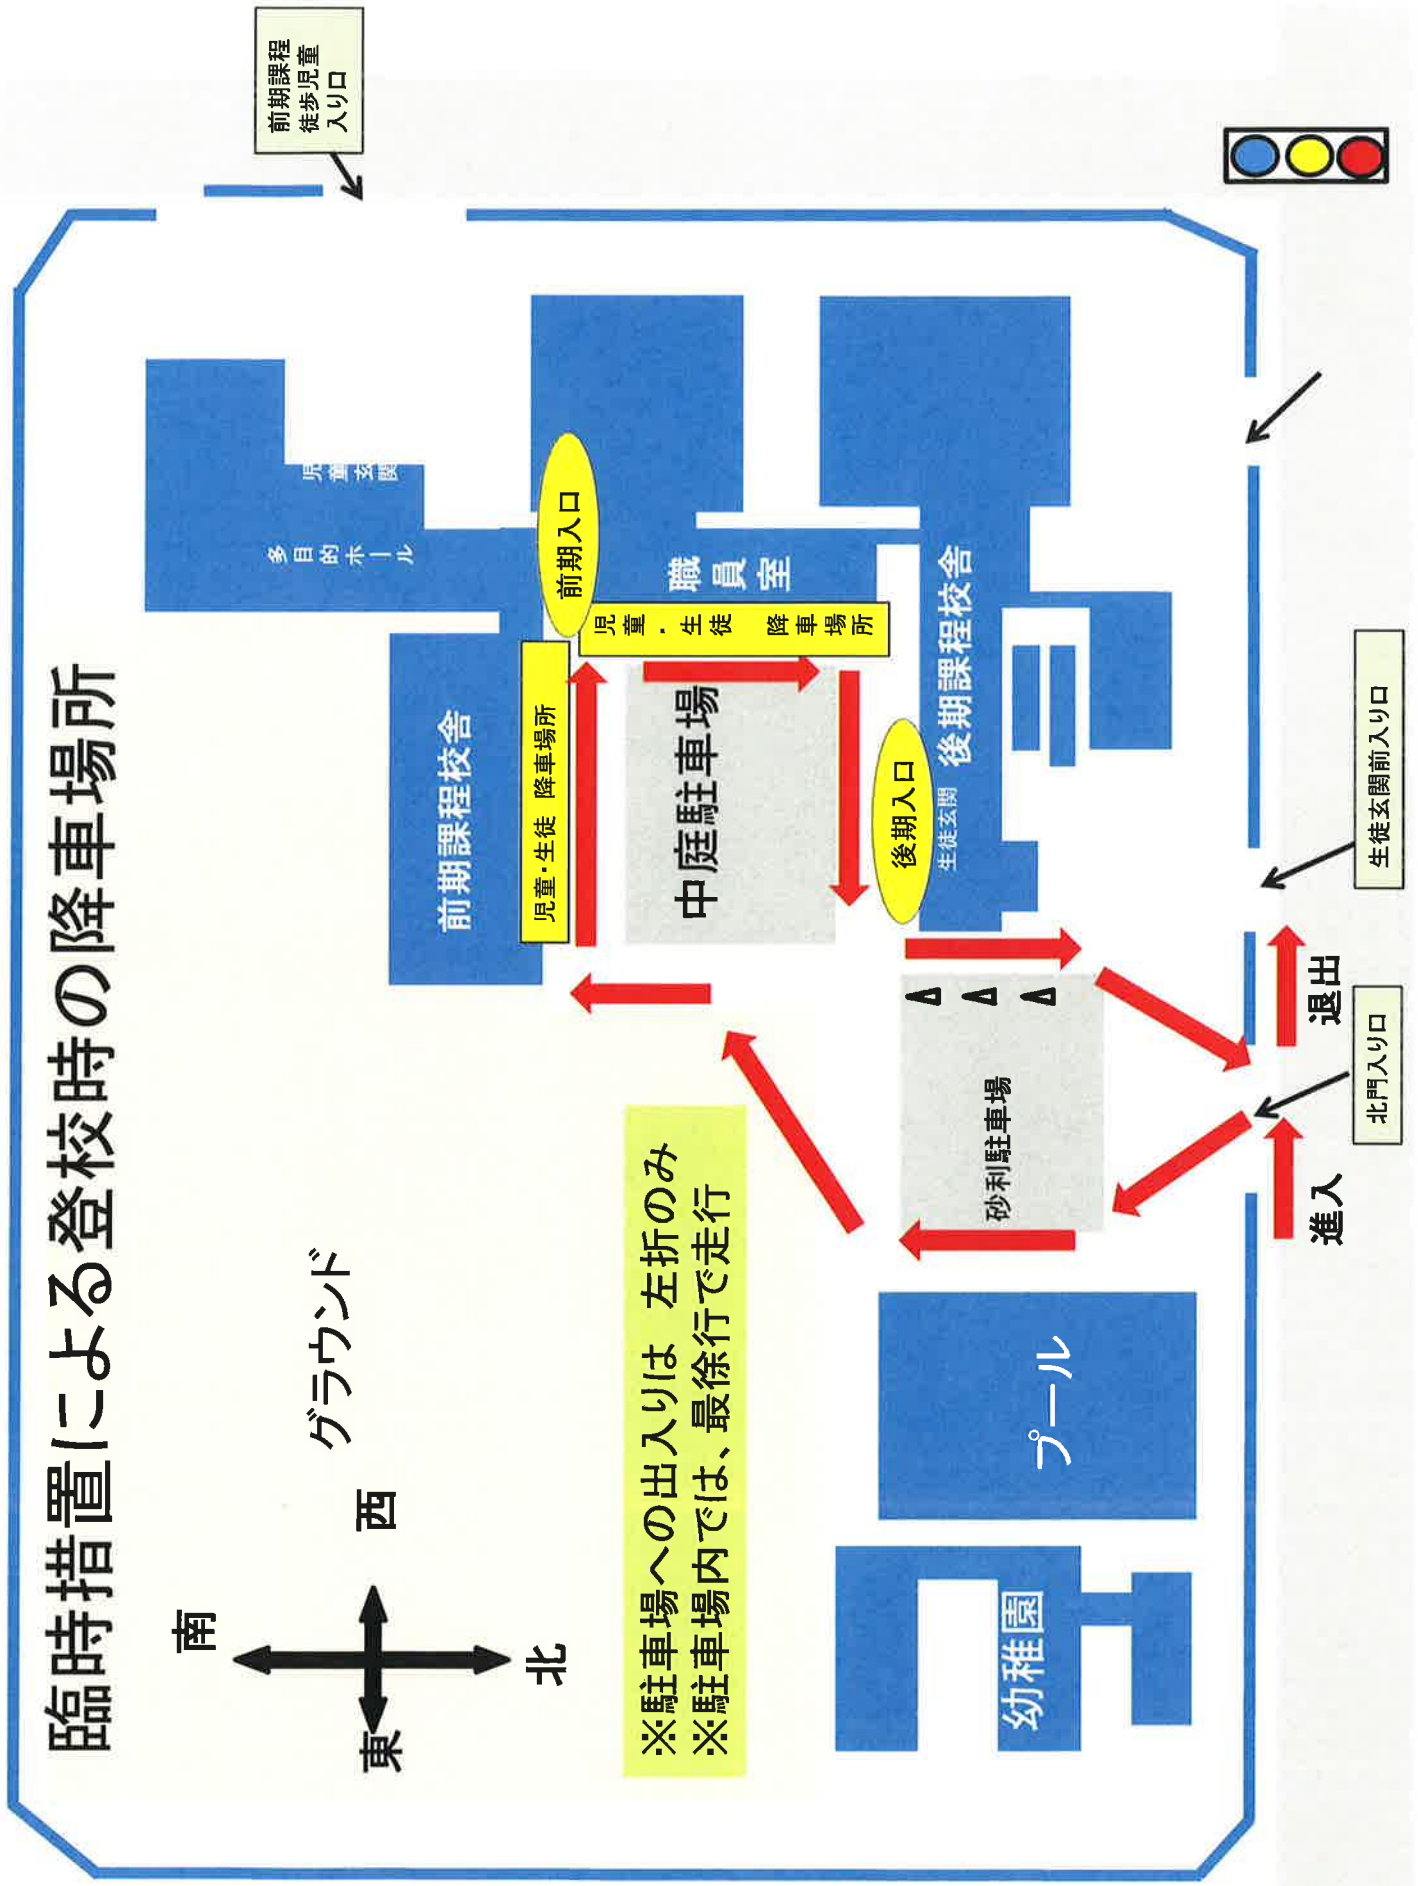 臨時措置による登校時の降車場所
南
東
西
北
グラウンド
前期課程
徒歩児童
入り口
多目的ホール
児童玄関
前期課程校舎
児童・生徒 降車場所
前期入口
児童・生徒 降車場所
職員室
中庭駐車場
※駐車場への出入りは 左折のみ
※駐車場内では、最徐行で走行
後期入口
生徒玄関
後期課程校舎
砂利駐車場
プール
幼稚園
進入
退出
北門入り口
生徒玄関前入り口